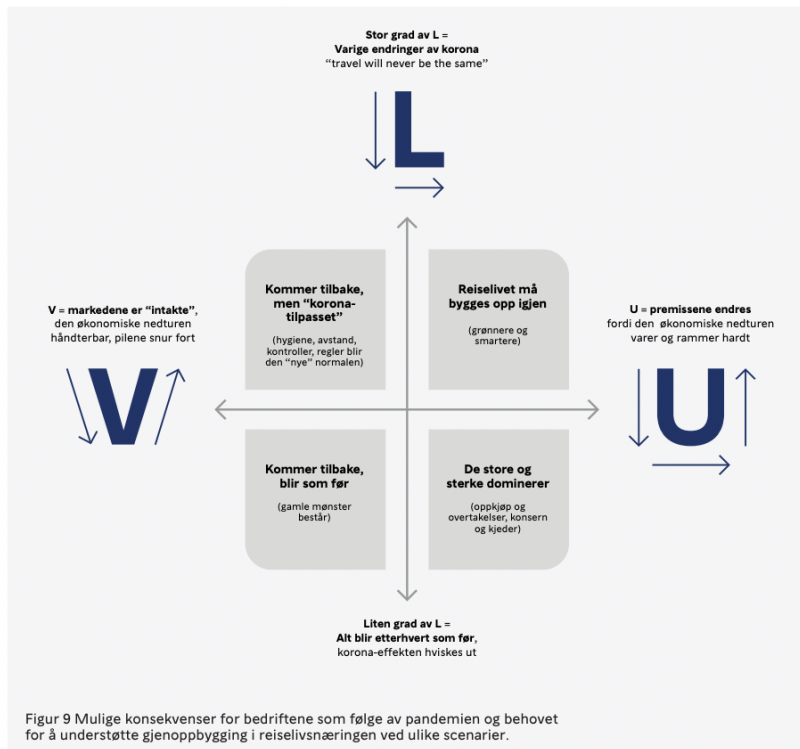 Stor grad av L =
Varige endringer av korona
“travel will never be the same”
L
Kommer tilbake,
men “korona-
tilpasset”
(hygiene, avstand,
kontroller, regler blir
den “nye” normalen)
Reiselivet må
bygges opp igjen
(grønnere og
smartere)
V = markedene er “intakte”,
den økonomiske nedturen
håndterbar, pilene snur fort
V
U = premissene endres
fordi den økonomiske nedturen
varer og rammer hardt
U
Kommer tilbake,
blir som før
(gamle mønster
består)
De store og
sterke dominerer
(oppkjøp og
overtakelser, konsern
og kjeder)
Liten grad av L =
Alt blir etterhvert som før,
korona-effekten hviskes ut
Figur 9 Mulige konsekvenser for bedriftene som følge av pandemien og behovet
for å understøtte gjenoppbygging i reiselivsnæringen ved ulike scenarier.